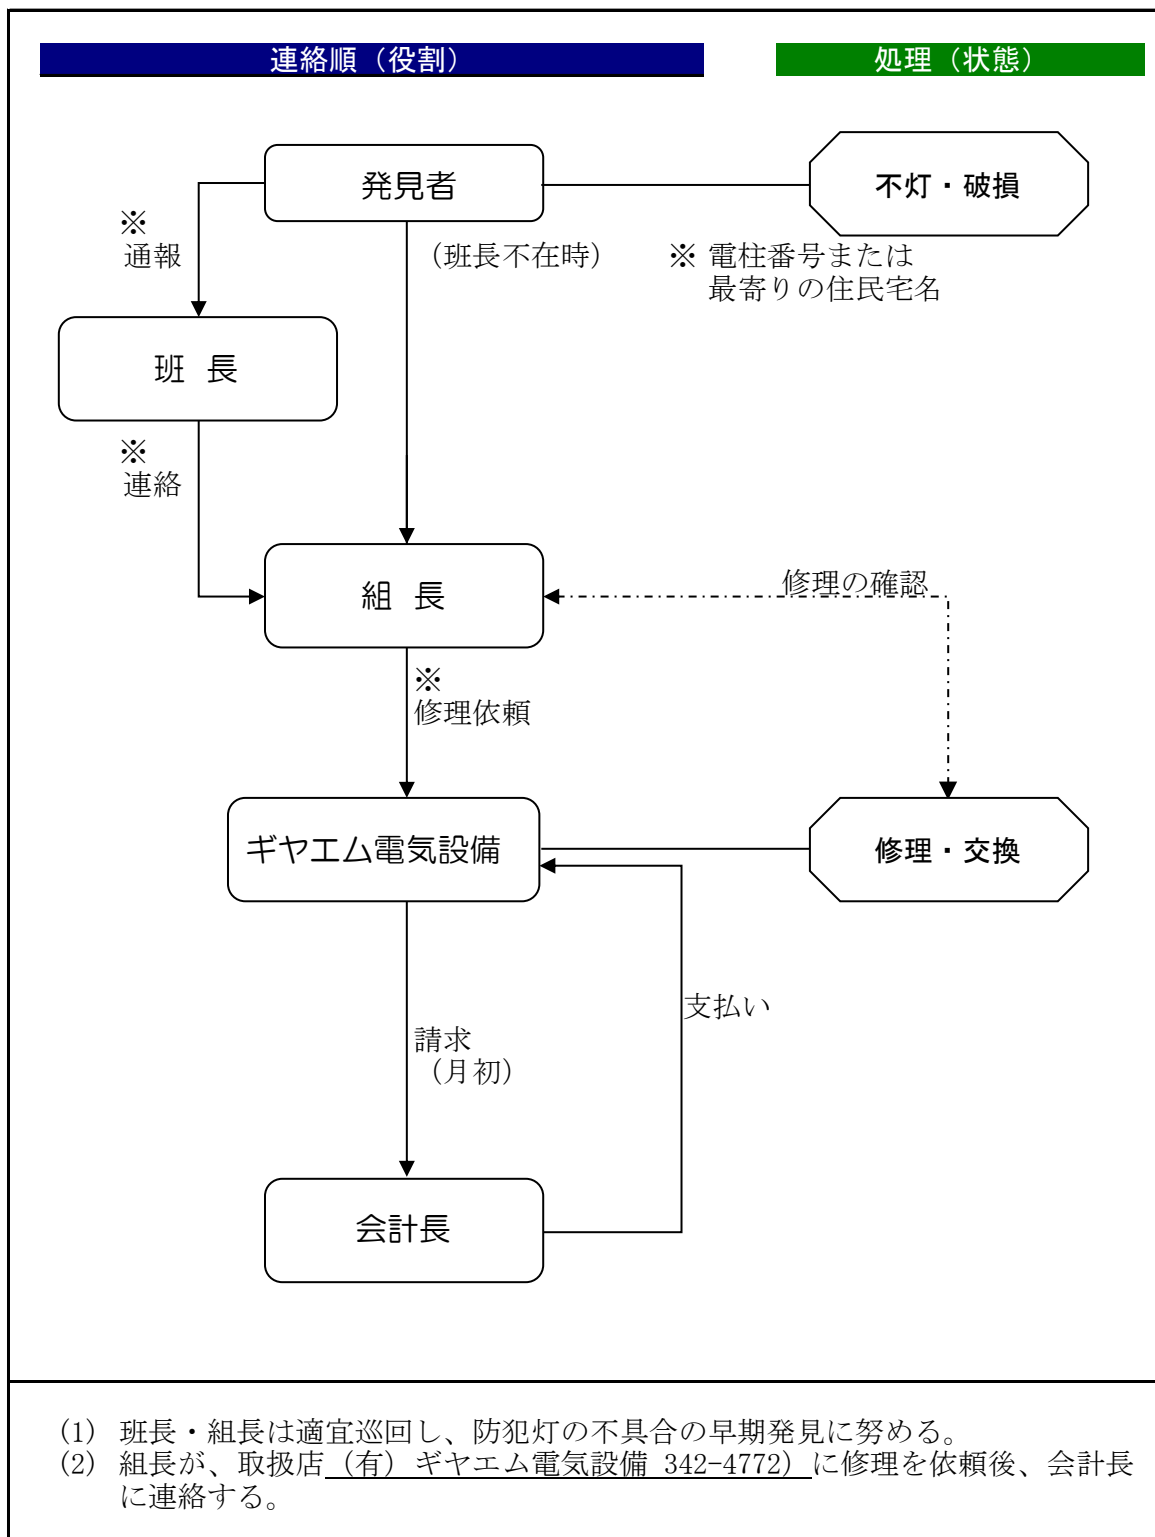 連絡順（役割）
処理（状態）
発見者
不灯・破損
※
通報
（班長不在時）
※ 電柱番号または
最寄りの住民宅名
班 長
※
連絡
組 長
修理の確認
※
修理依頼
ギヤエム電気設備
修理・交換
支払い
請求
（月初）
会計長
(1) 班長・組長は適宜巡回し、防犯灯の不具合の早期発見に努める。
(2) 組長が、取扱店（有）ギヤエム電気設備 342-4772）に修理を依頼後、会計長
に連絡する。